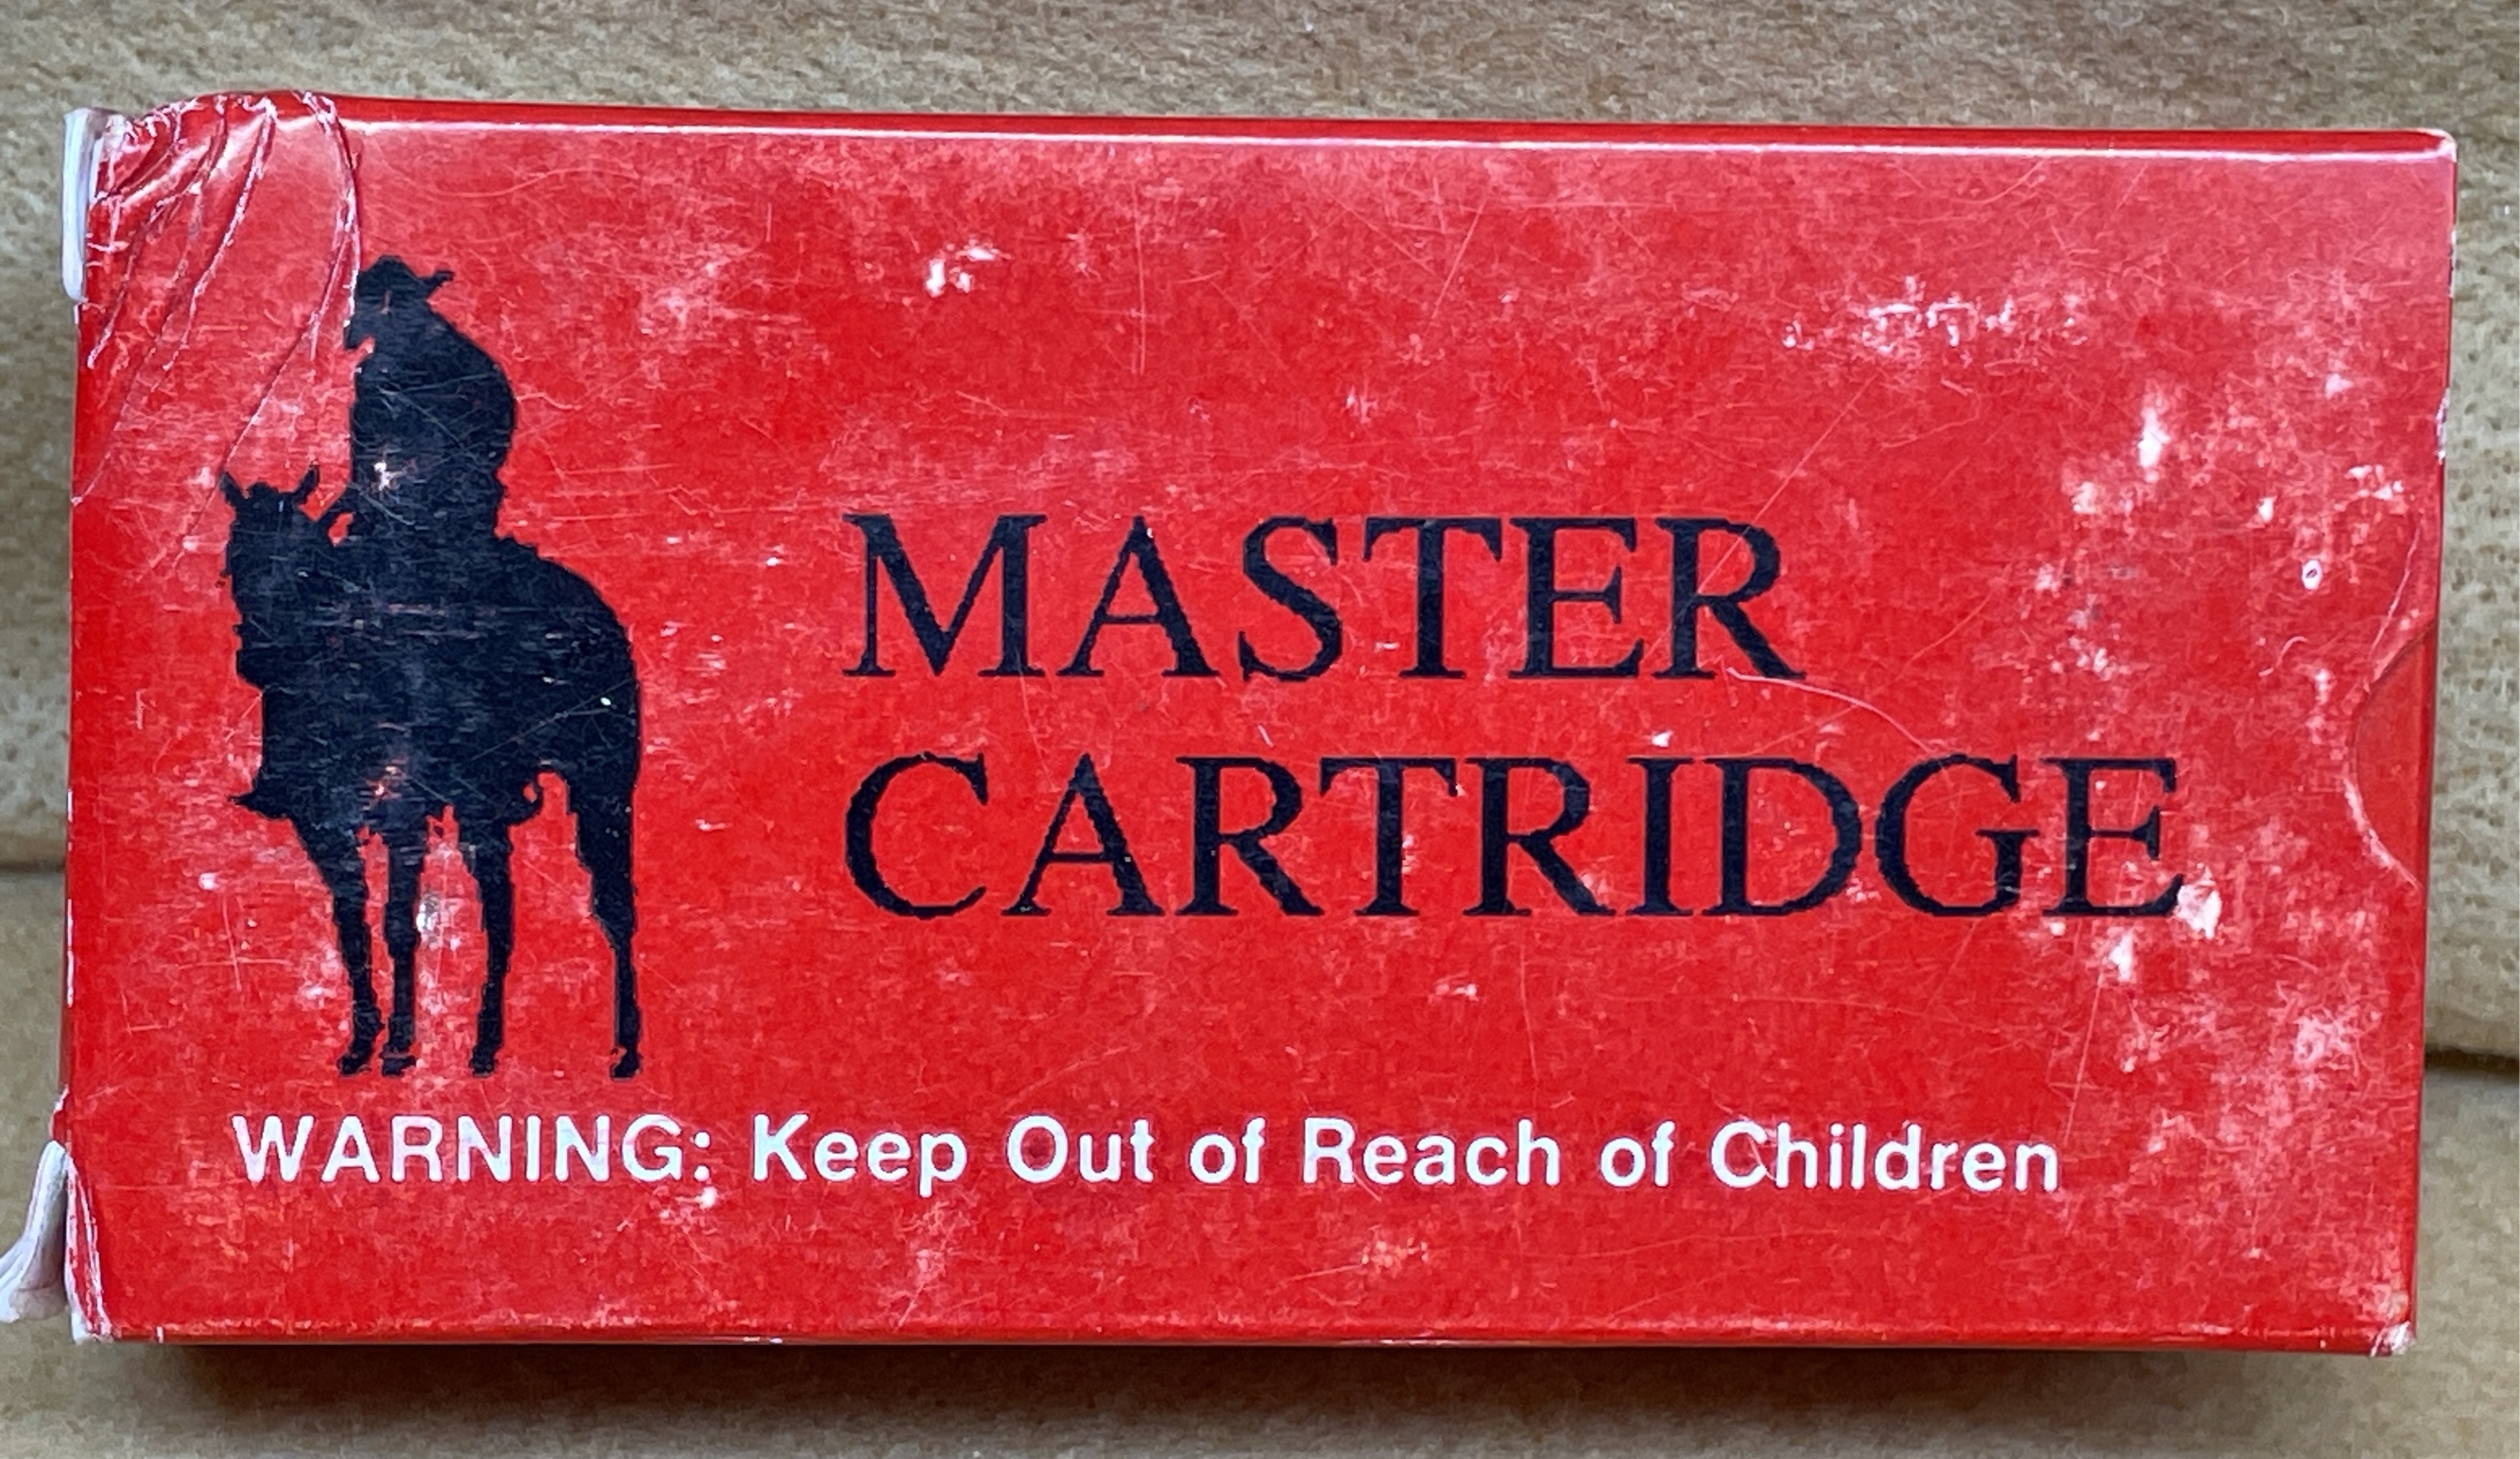 MASTER
CARTRIDGE
WARNING: Keep Out of Reach of Children